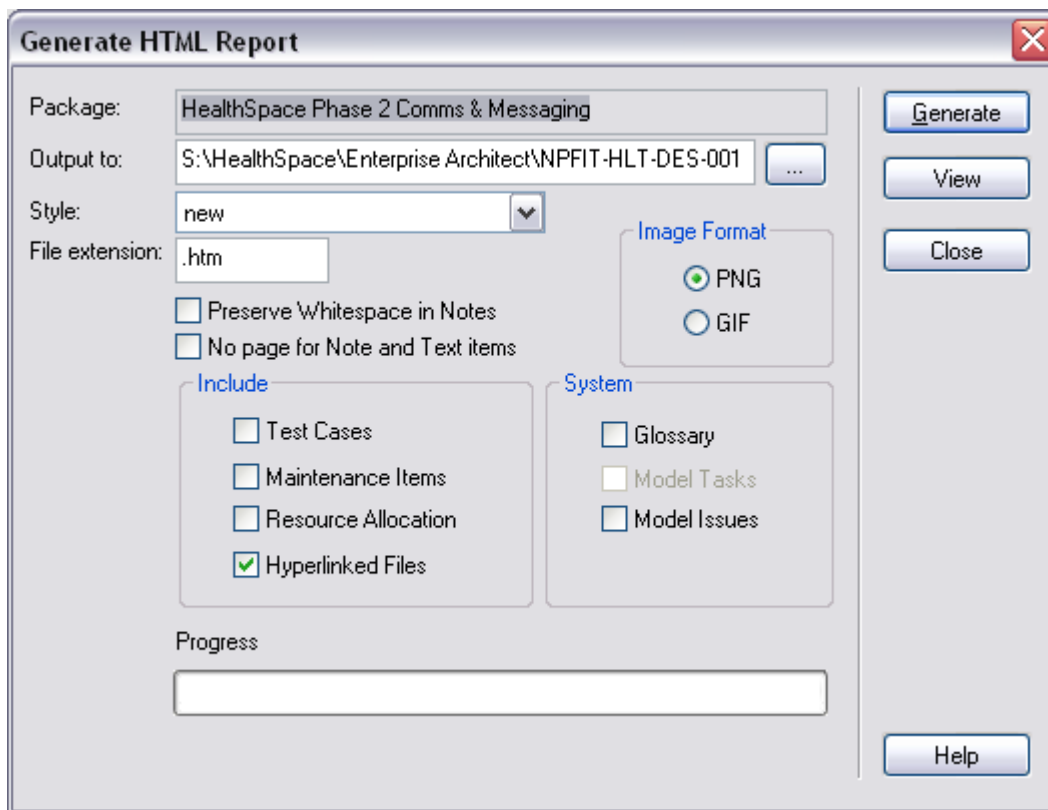 Generate HTML Report
Package:
HealthSpace Phase 2 Comms & Messaging
Generate
Output to:
S:\HealthSpace\Enterprise Architect\NPFIT-HLT-DES-001
...
View
Style:
new
File extension:
.htm
Image Format
PNG
GIF
Close
Preserve Whitespace in Notes
No page for Note and Text items
Include
Test Cases
Maintenance Items
Resource Allocation
Hyperlinked Files
System
Glossary
Model Tasks
Model Issues
Progress
Help